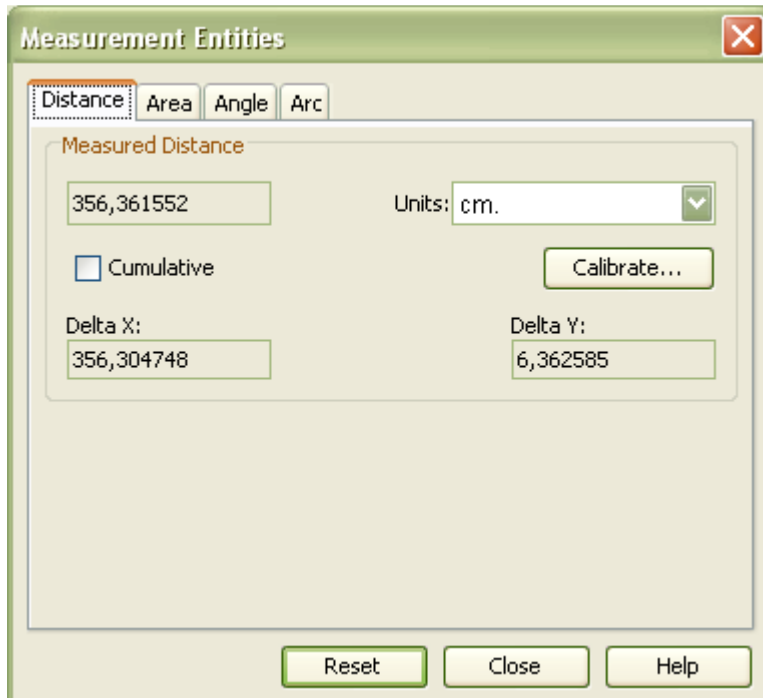 Measurement Entities
Distance Area Angle Arc
Measured Distance
356,361552 Units: cm.
Cumulative Calibrate...
Delta X: Delta Y:
356,304748 6,362585
Reset Close Help